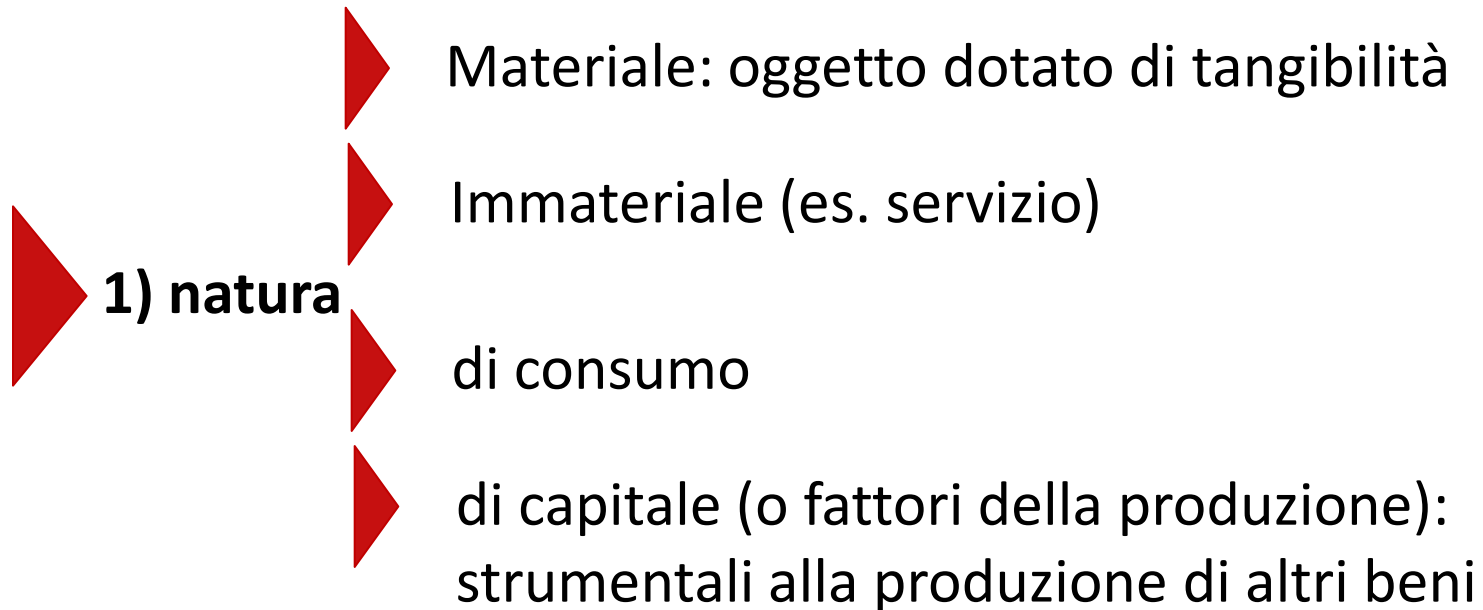 Materiale: oggetto dotato di tangibilità
Immateriale (es. servizio)
1) natura
di consumo
di capitale (o fattori della produzione):
strumentali alla produzione di altri beni